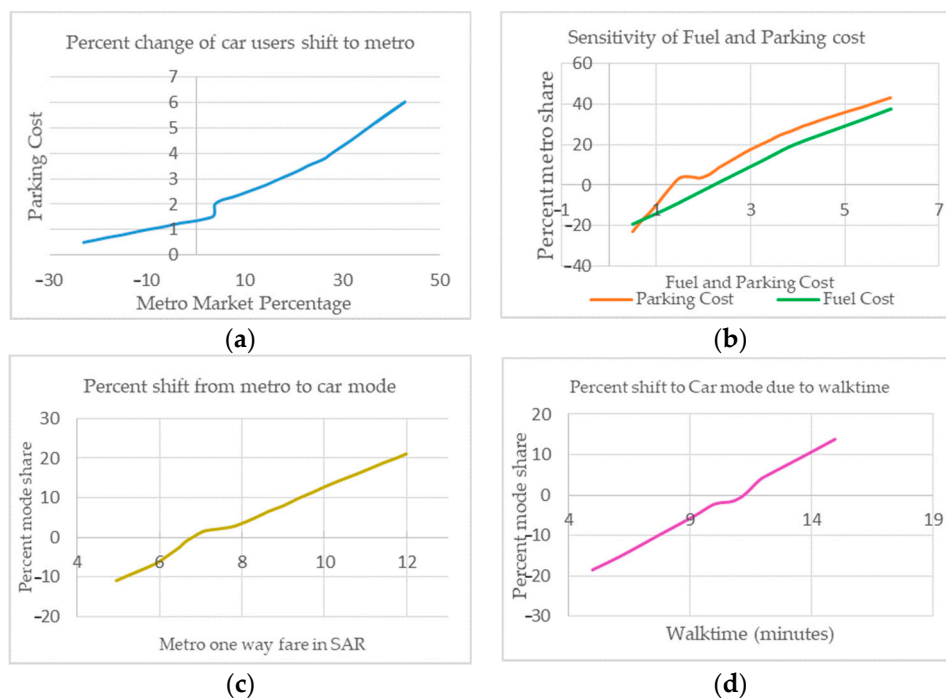 Percent change of car users shift to metro
Parking Cost
7
6
5
4
3
2
1
0
−30 −10 10 30 50
Metro Market Percentage
(a)
Sensitivity of Fuel and Parking cost
Percent metro share
60
40
20
0
−20
−40
−1 1 3 5 7
Fuel and Parking Cost
Parking Cost Fuel Cost
(b)
Percent shift from metro to car mode
Percent mode share
30
20
10
0
−10
−20
4 6 8 10 12
Metro one way fare in SAR
(c)
Percent shift to Car mode due to walktime
Percent mode share
20
10
0
−10
−20
−30
4 9 14 19
Walktime (minutes)
(d)